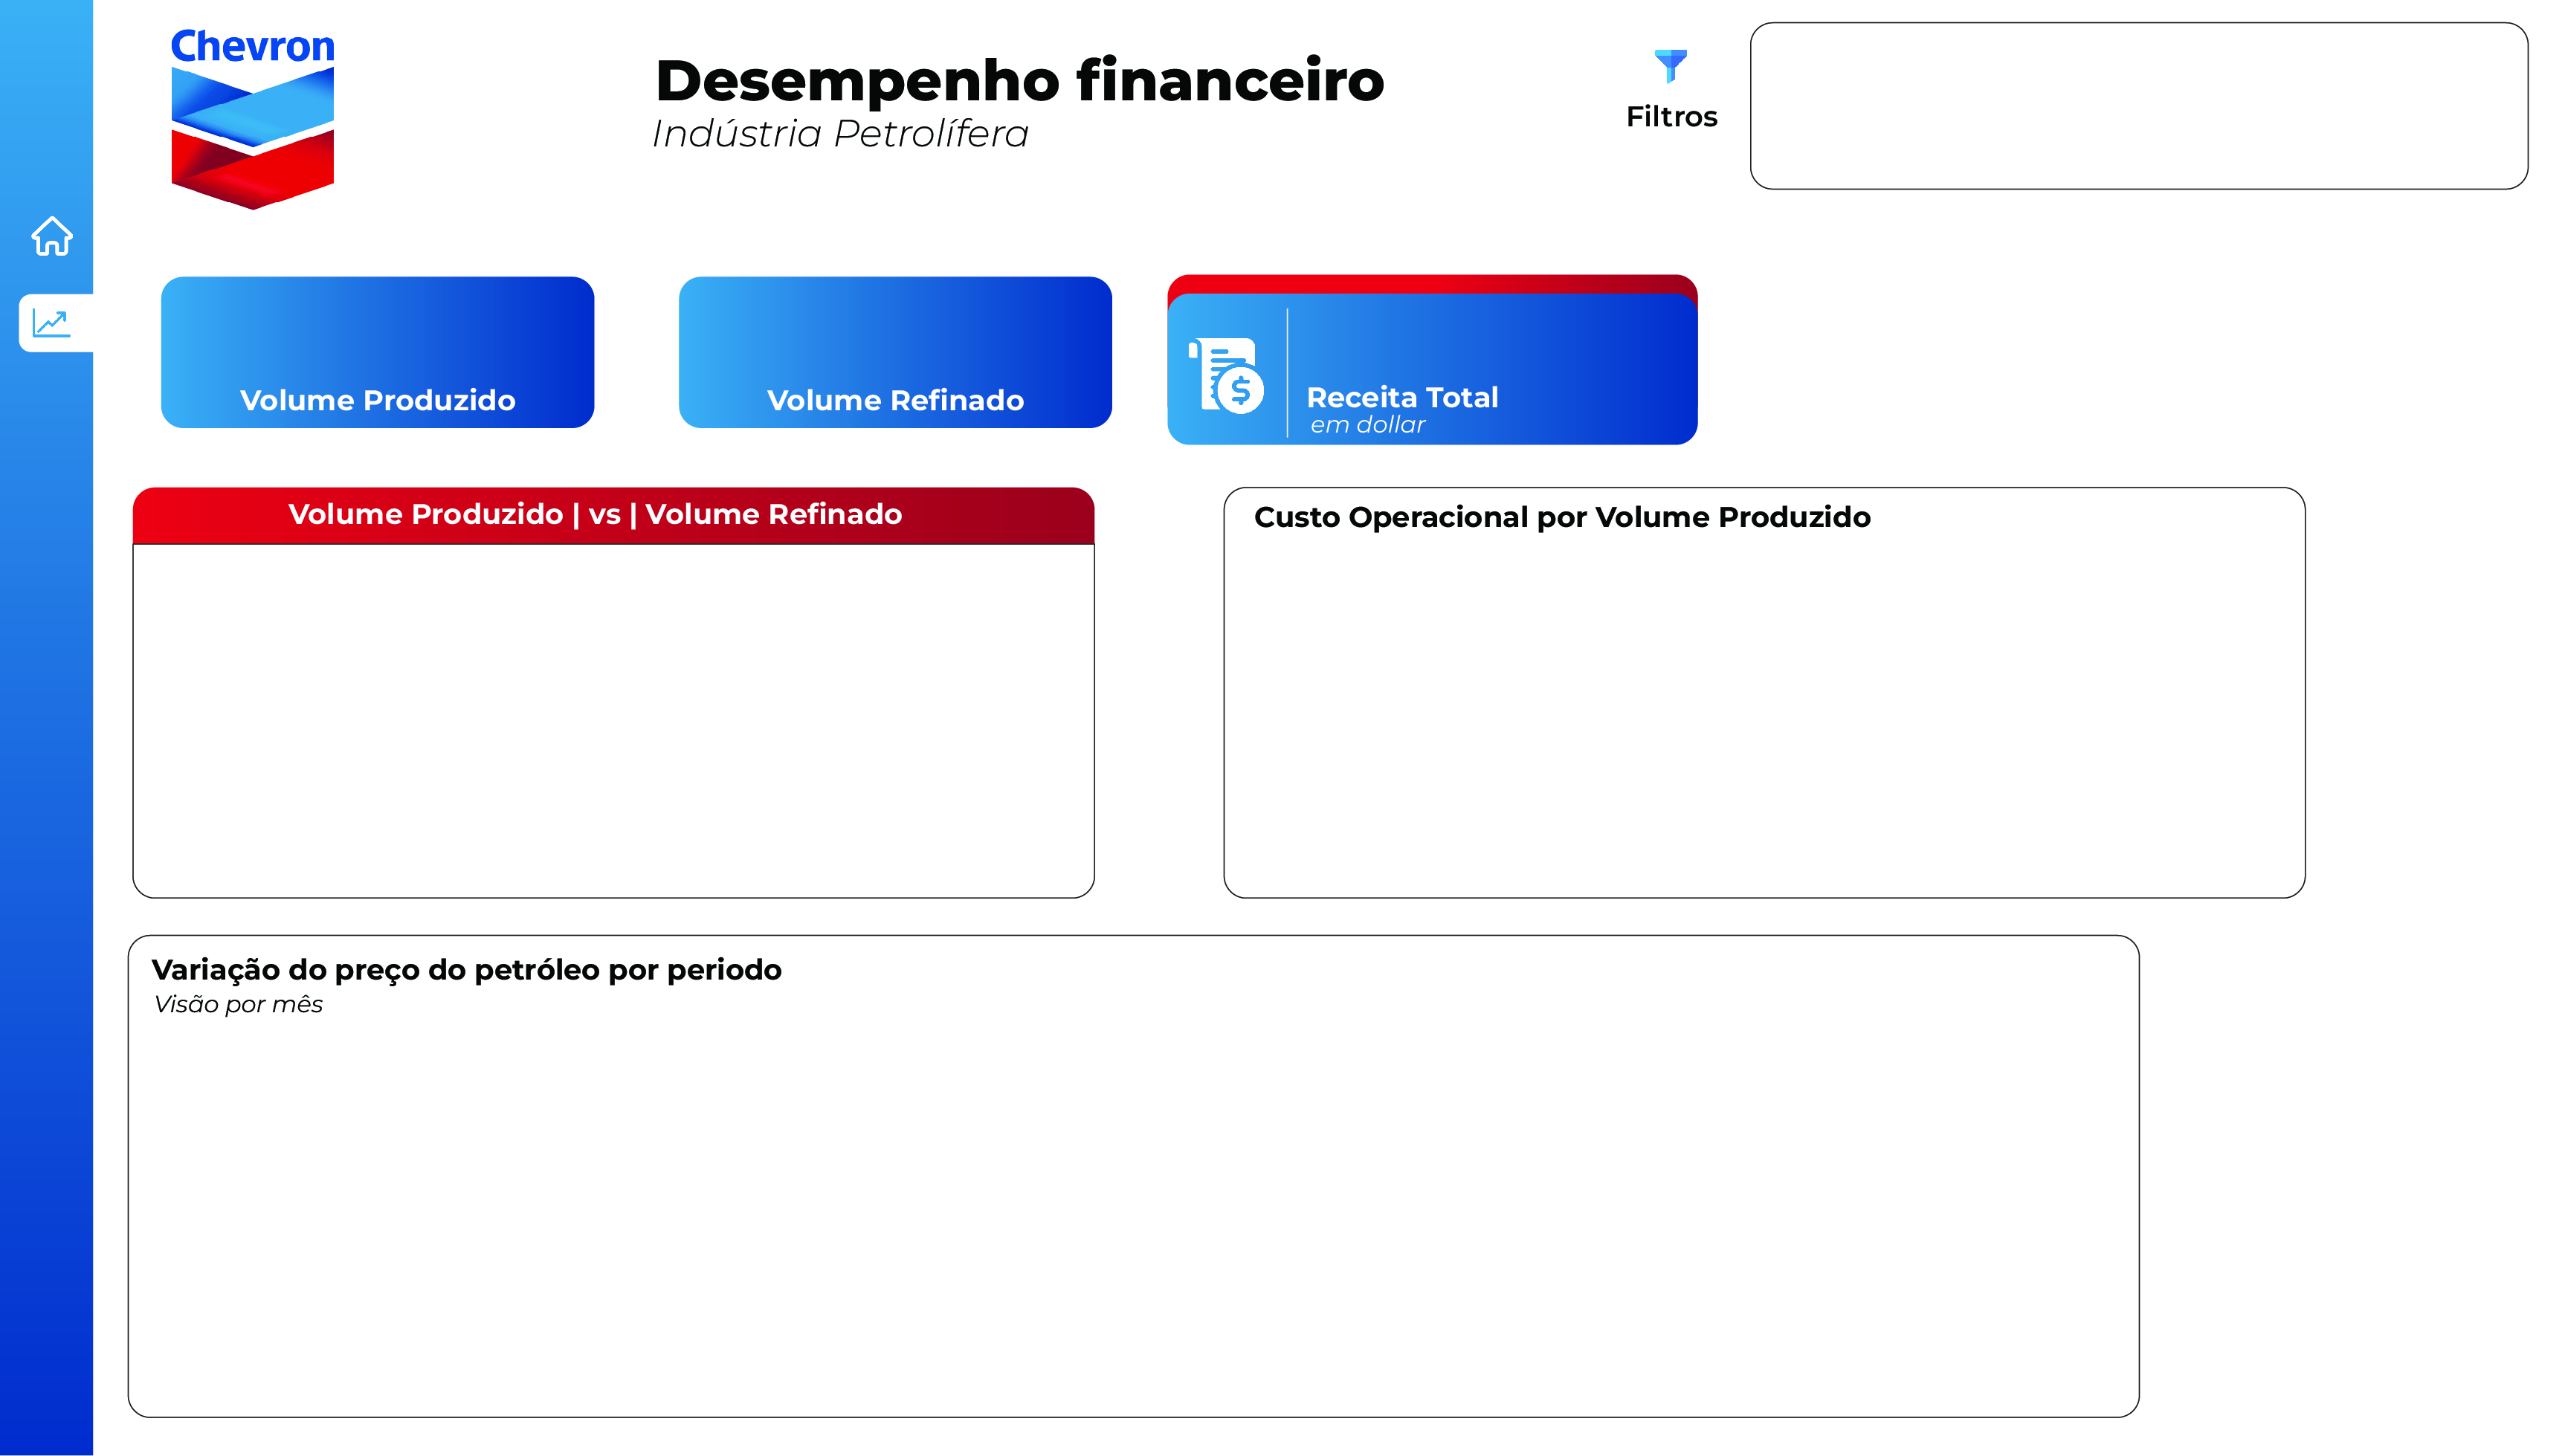 Chevron
Desempenho financeiro
Indústria Petrolífera
Filtros
Volume Produzido
Volume Refinado
Receita Total
em dollar
Volume Produzido | vs | Volume Refinado
Custo Operacional por Volume Produzido
Variação do preço do petróleo por periodo
Visão por mês